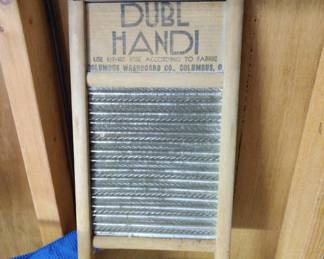 DUBL
HANDI
USE EITHER SIDE ACCORDING TO FABRIC
COLUMBUS WASHBOARD CO., COLUMBUS, O